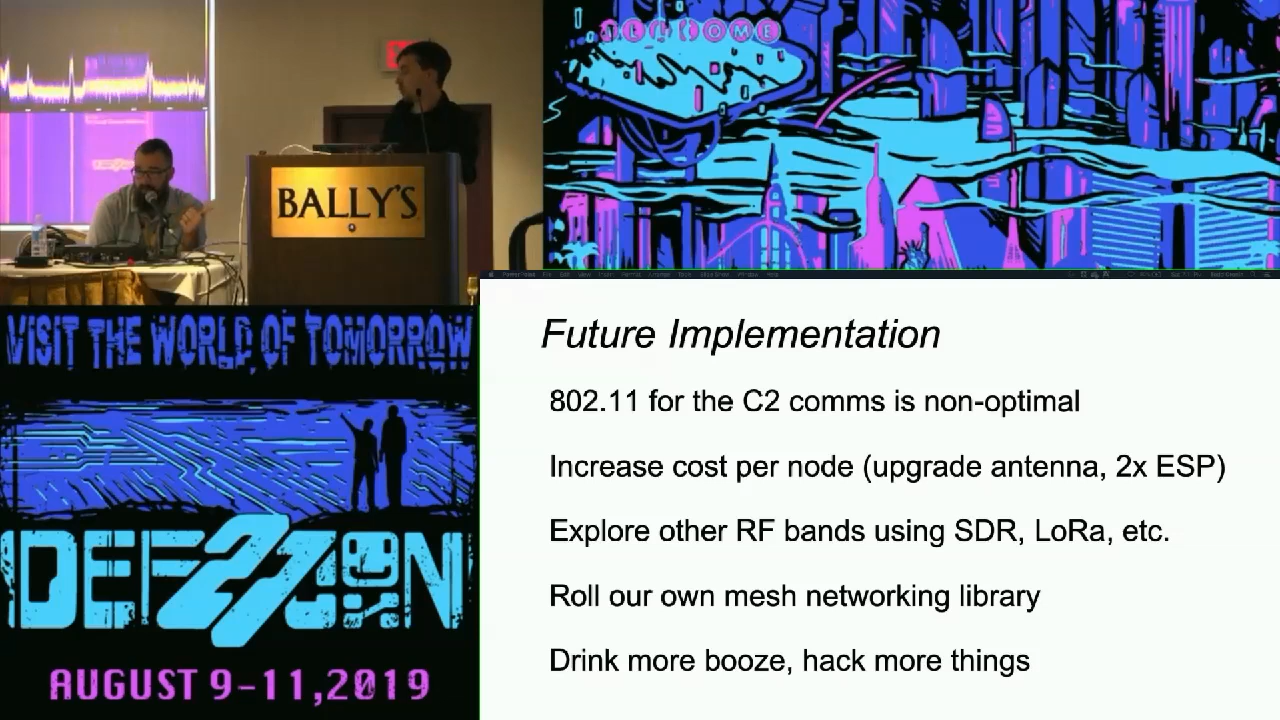 WELCOME
BALLY'S
VISIT THE WORLD OF TOMORROW
DEF CON
27
AUGUST 9-11, 2019
Future Implementation
802.11 for the C2 comms is non-optimal
Increase cost per node (upgrade antenna, 2x ESP)
Explore other RF bands using SDR, LoRa, etc.
Roll our own mesh networking library
Drink more booze, hack more things